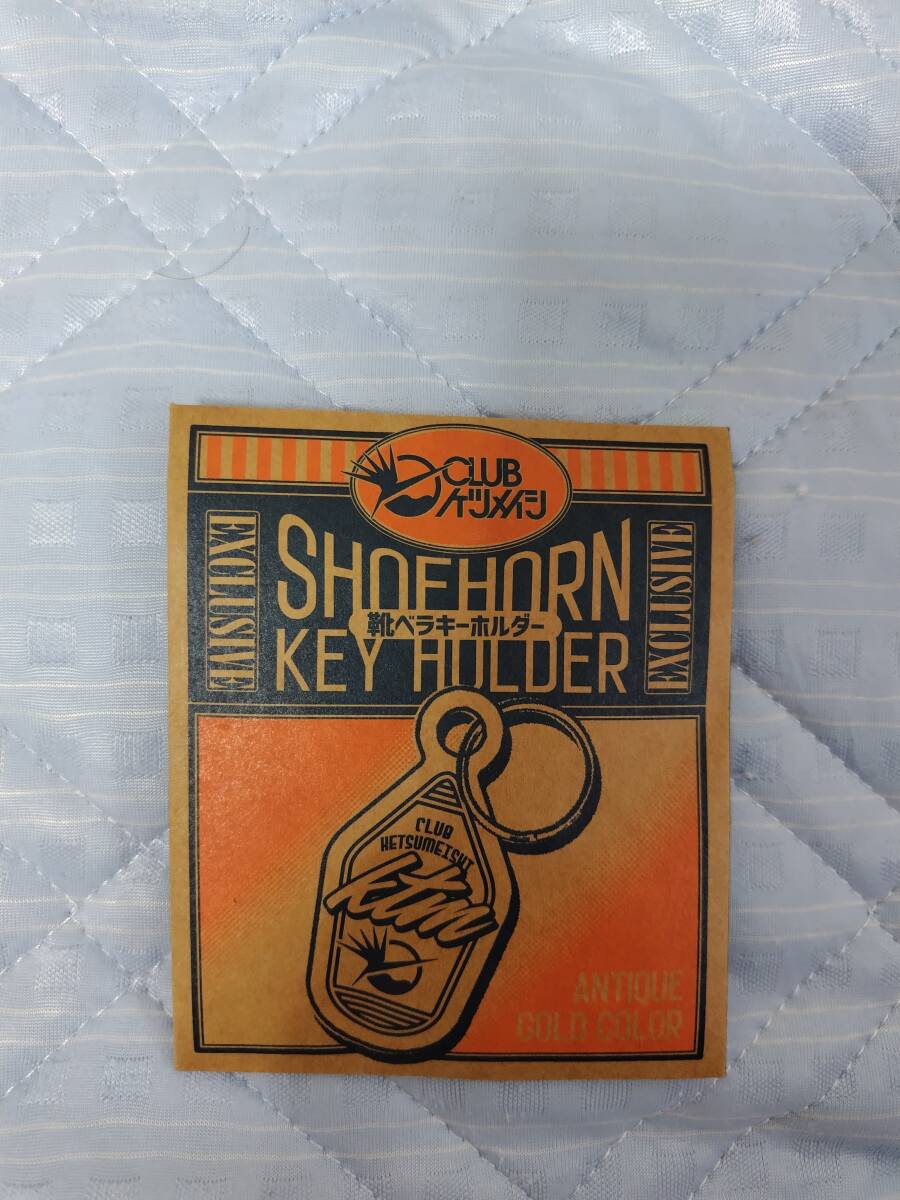 CLUB
ケツメイシ
EXCLUSIVE
SHOEHORN
靴ベラキーホルダー
KEY HOLDER
EXCLUSIVE
CLUB
KETSUMEISHI
ktm
ANTIQUE
GOLD COLOR